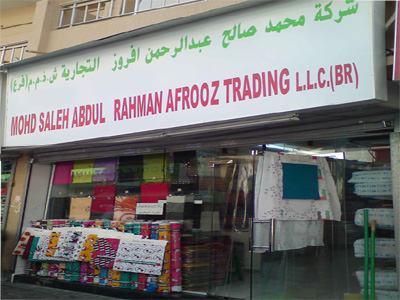 شركة محمد صالح عبدالرحمن افروز التجارية ش.ذ.م.م(فرع)
MOHD SALEH ABDUL RAHMAN AFROOZ TRADING L.L.C.(BR)